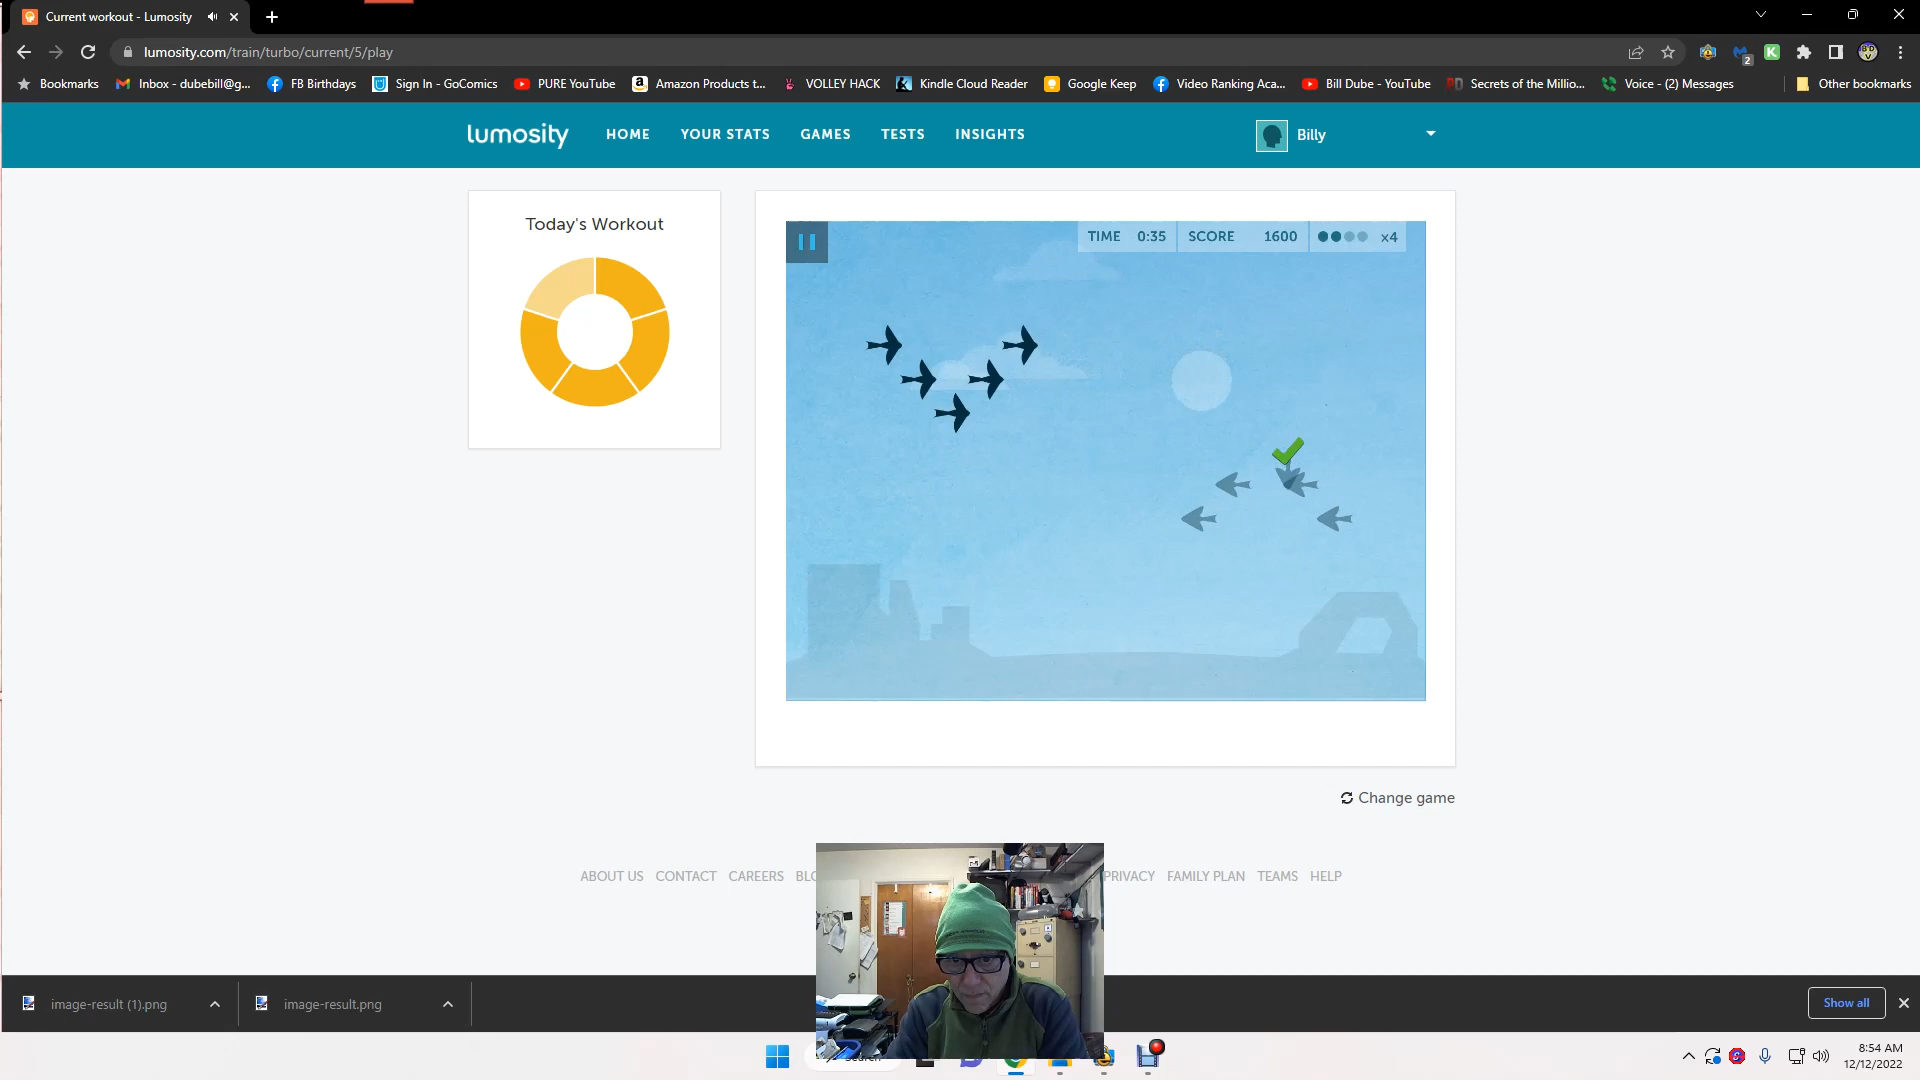 Current workout - Lumosity
lumosity.com/train/turbo/current/5/play
Bookmarks
Inbox - dubebill@g...
FB Birthdays
Sign In - GoComics
PURE YouTube
Amazon Products t...
VOLLEY HACK
Kindle Cloud Reader
Google Keep
Video Ranking Aca...
Bill Dube - YouTube
Secrets of the Millio...
Voice - (2) Messages
Other bookmarks
2
lumosity
HOME
YOUR STATS
GAMES
TESTS
INSIGHTS
Billy
Today's Workout
TIME 0:35
SCORE 1600
x4
Change game
ABOUT US
CONTACT
CAREERS
PRIVACY
FAMILY PLAN
TEAMS
HELP
image-result (1).png
image-result.png
Show all
8:54 AM
12/12/2022